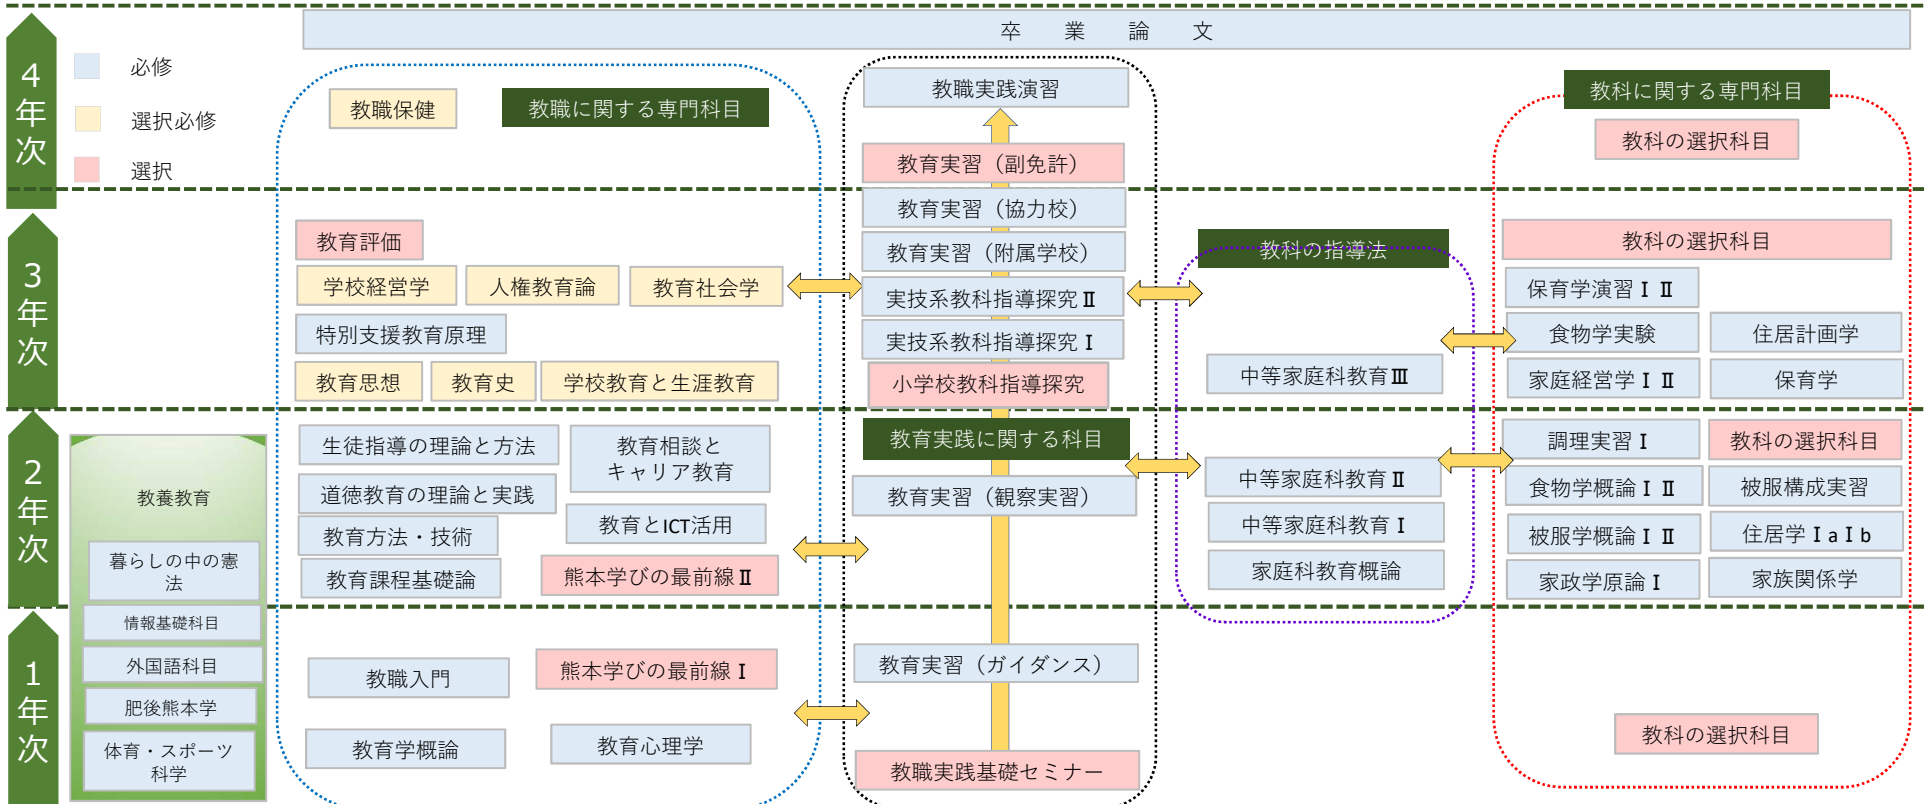 卒 業 論 文
4年次
必修
選択必修
選択
教職保健
教職に関する専門科目
教職実践演習
教育実習（副免許）
教科に関する専門科目
教科の選択科目
3年次
教育評価
学校経営学
人権教育論
教育社会学
特別支援教育原理
教育思想
教育史
学校教育と生涯教育
教育実習（協力校）
教育実習（附属学校）
実技系教科指導探究Ⅱ
実技系教科指導探究Ⅰ
小学校教科指導探究
教科の指導法
中等家庭科教育Ⅲ
教科の選択科目
保育学演習Ⅰ Ⅱ
食物学実験
住居計画学
家庭経営学Ⅰ Ⅱ
保育学
2年次
教養教育
暮らしの中の憲
法
情報基礎科目
外国語科目
肥後熊本学
体育・スポーツ
科学
生徒指導の理論と方法
教育相談と
キャリア教育
道徳教育の理論と実践
教育方法・技術
教育とICT活用
教育課程基礎論
熊本学びの最前線Ⅱ
教育実践に関する科目
教育実習（観察実習）
中等家庭科教育Ⅱ
中等家庭科教育Ⅰ
家庭科教育概論
調理実習Ⅰ
教科の選択科目
食物学概論Ⅰ Ⅱ
被服構成実習
被服学概論Ⅰ Ⅱ
住居学ⅠaⅠb
家政学原論Ⅰ
家族関係学
1年次
教職入門
熊本学びの最前線Ⅰ
教育学概論
教育心理学
教育実習（ガイダンス）
教職実践基礎セミナー
教科の選択科目